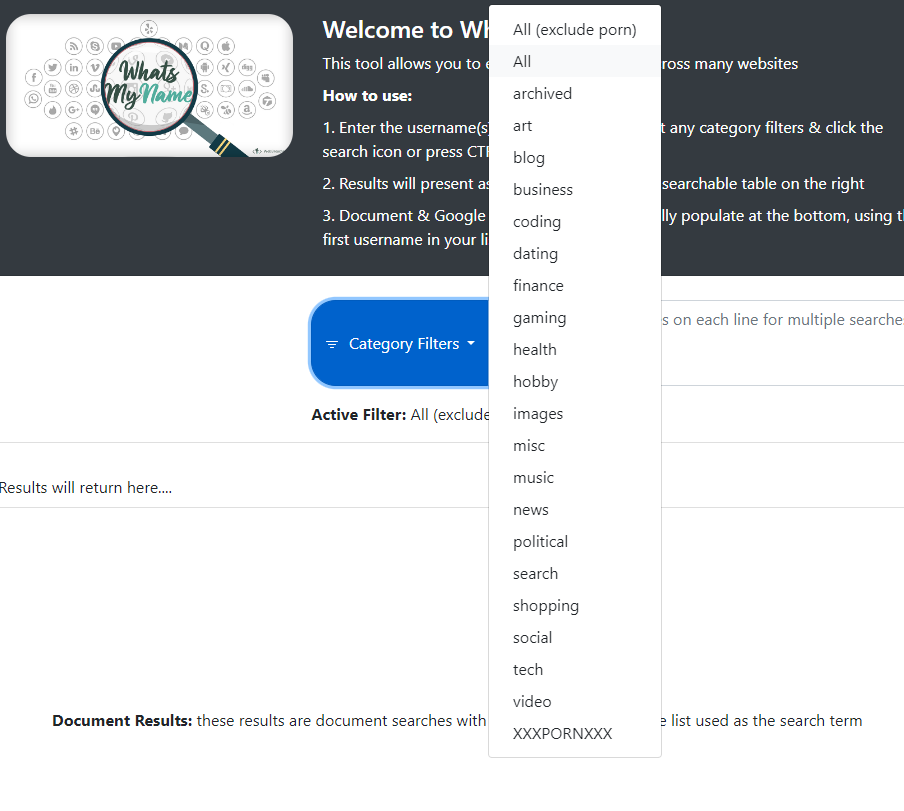 Whats
MyName
Welcome to Wh
This tool allows you to e
ross many websites
How to use:
1. Enter the username(s
t any category filters & click the
search icon or press CTR
2. Results will present as
searchable table on the right
3. Document & Google
lly populate at the bottom, using th
first username in your li
All (exclude porn)
All
archived
art
blog
business
coding
dating
finance
gaming
health
hobby
images
misc
music
news
political
search
shopping
social
tech
video
XXXPORNXXX
Category Filters
s on each line for multiple searches
Active Filter: All (exclude
Results will return here....
Document Results: these results are document searches with
e list used as the search term